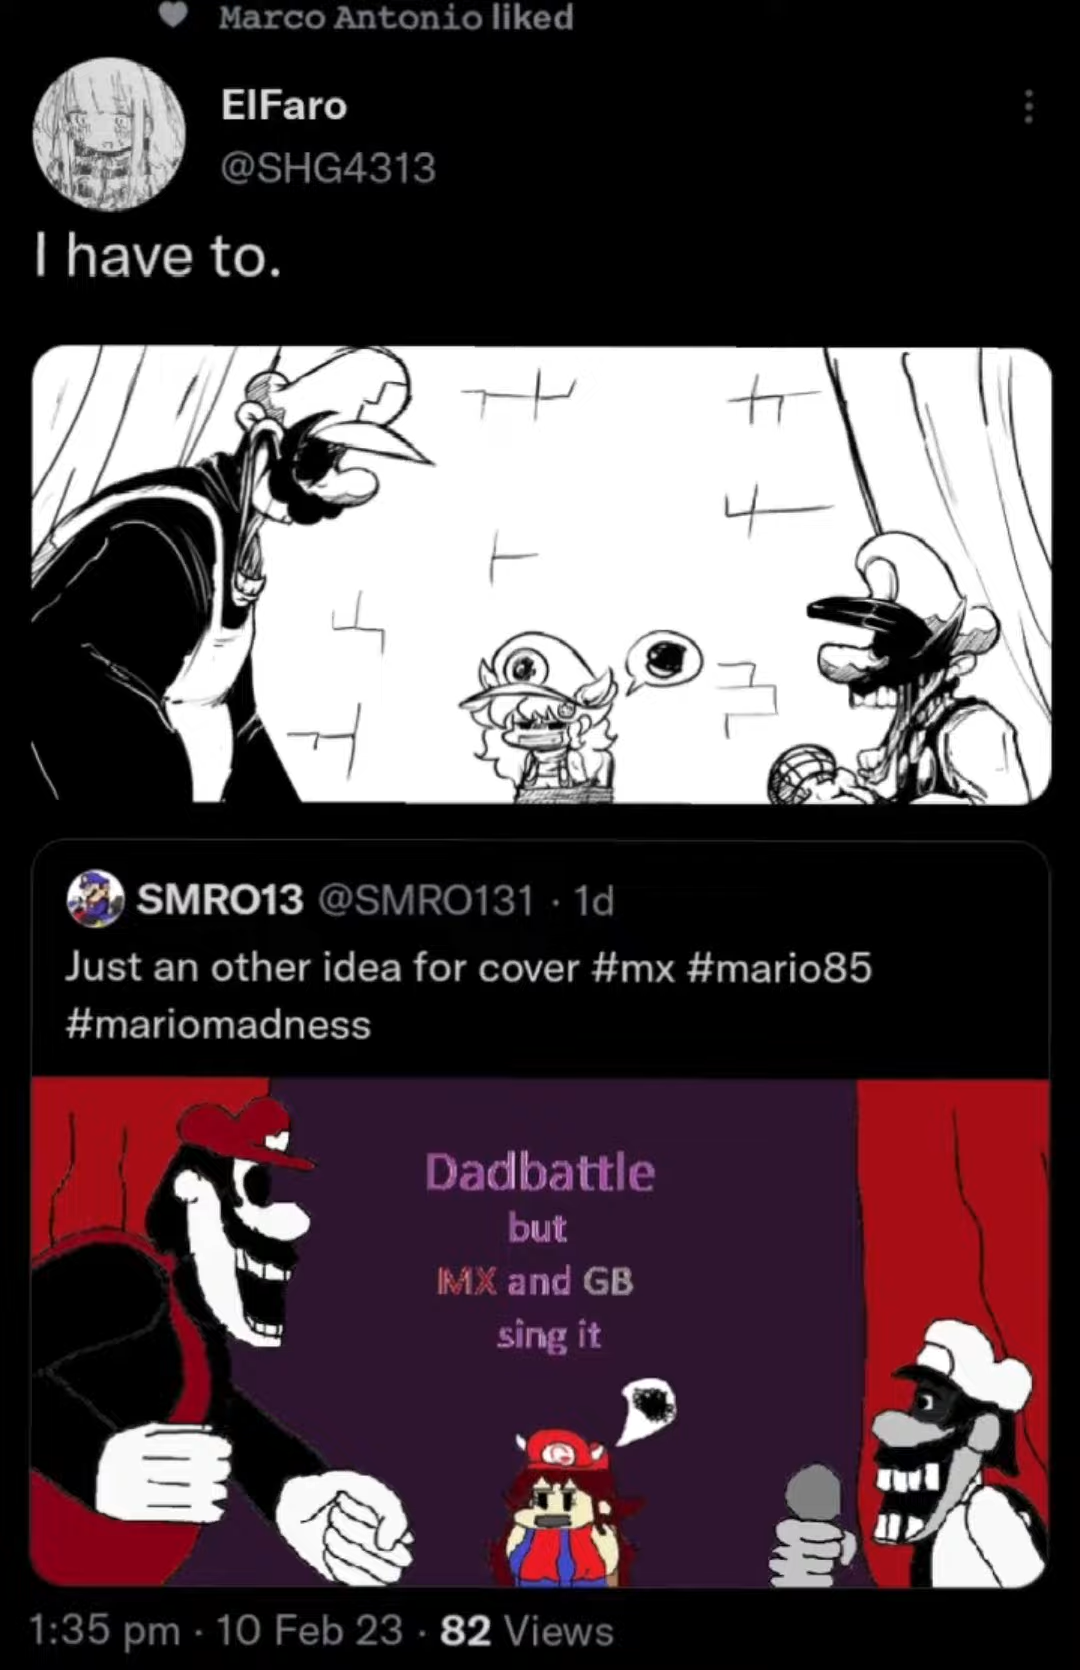 Marco Antonio liked
ElFaro
@SHG4313
I have to.
SMRO13 @SMRO131 · 1d
Just an other idea for cover #mx #mario85
#mariomadness
Dadbattle
but
MX and GB
sing it
1:35 pm · 10 Feb 23 · 82 Views